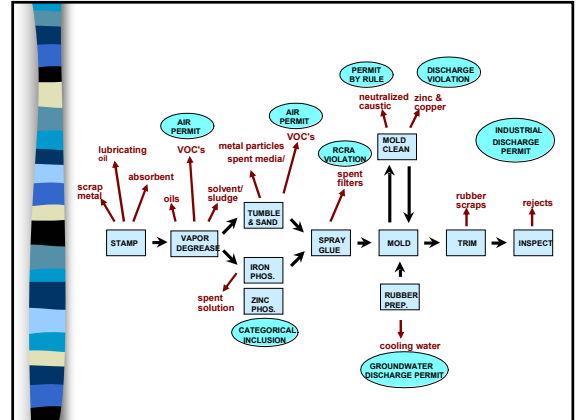 PERMIT
BY RULE
DISCHARGE
VIOLATION
neutralized
caustic
zinc &
copper
AIR
PERMIT
AIR
PERMIT
INDUSTRIAL
DISCHARGE
PERMIT
lubricating
oil
VOC's
metal particles
spent media/
VOC's
RCRA
VIOLATION
MOLD
CLEAN
absorbent
scrap
metal
oils
solvent/
sludge
spent
filters
rubber
scraps
rejects
STAMP
VAPOR
DEGREASE
TUMBLE
& SAND
SPRAY
GLUE
MOLD
TRIM
INSPECT
IRON
PHOS.
ZINC
PHOS.
spent
solution
RUBBER
PREP.
CATEGORICAL
INCLUSION
cooling water
GROUNDWATER
DISCHARGE PERMIT